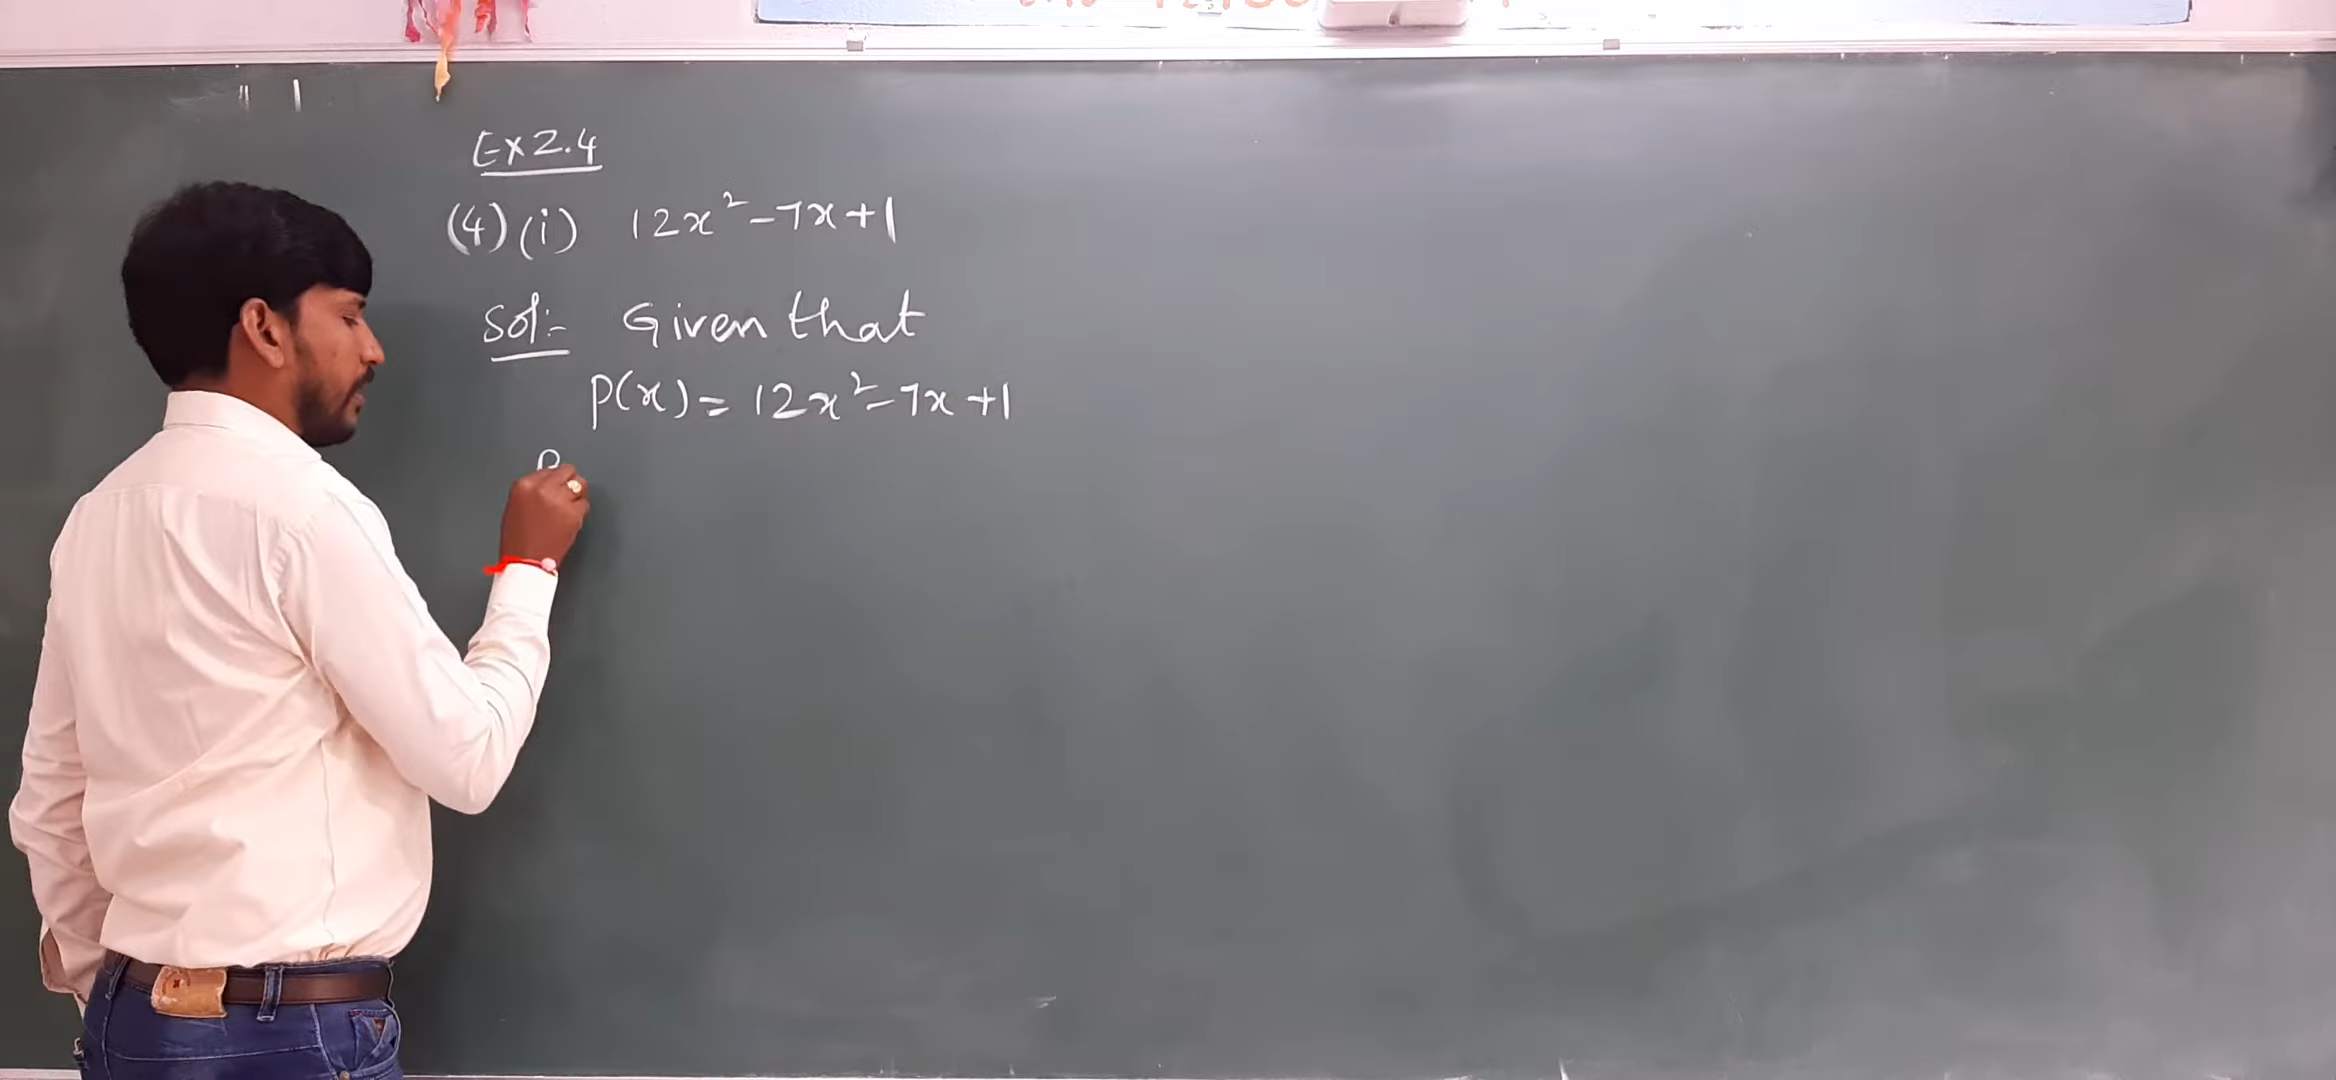 Ex 2.4
(4) (i) 12x² - 7x + 1
Sol:- Given that
P(x) = 12x² - 7x + 1